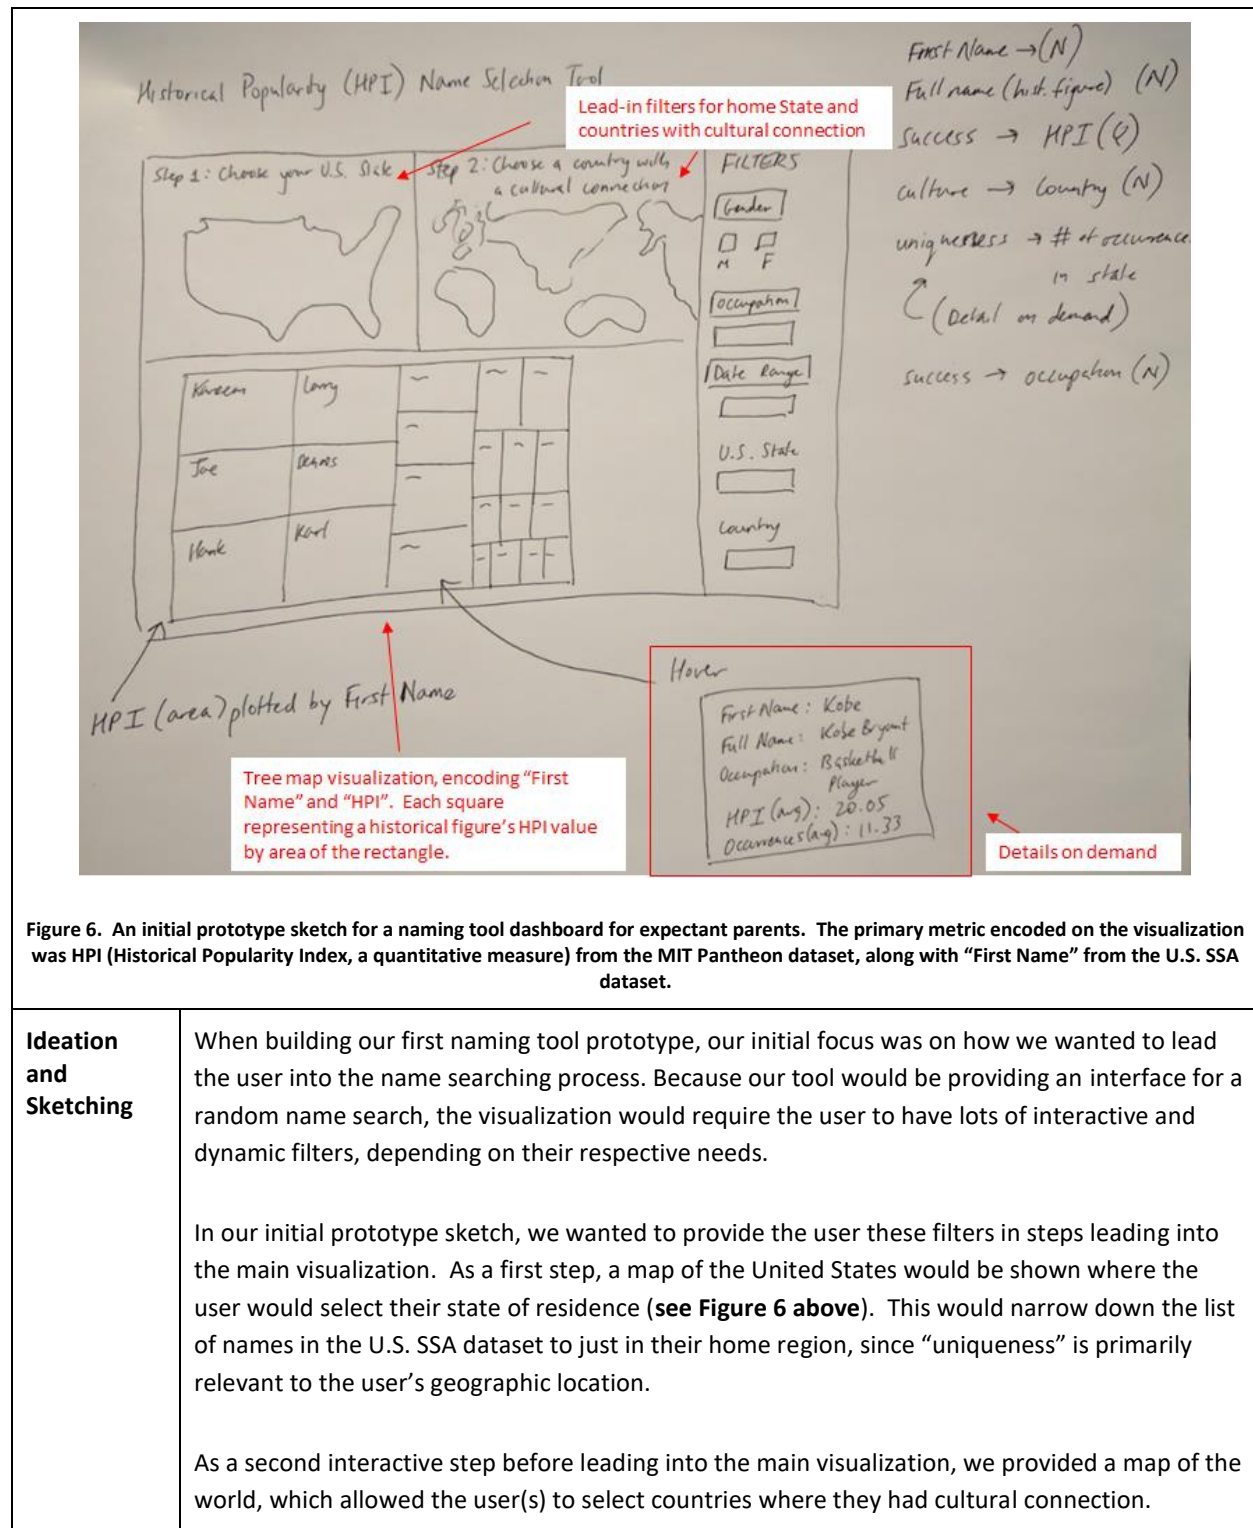 Historical Popularity (HPI) Name Selection Tool
First Name → (N)
Full name (hist. figure) (N)
success → HPI (Q)
culture → Country (N)
uniqueness → # of occurrence
in state
(Detail on demand)
success → occupation (N)
Lead-in filters for home State and
countries with cultural connection
Step 1: Choose your U.S. State
Step 2: Choose a country with
a cultural connection
FILTERS
Gender
M F
Occupation
Date Range
U.S. State
Country
Kareem Larry
Joe Dennis
Hank Karl
HPI (area) plotted by First Name
Tree map visualization, encoding “First
Name” and “HPI”. Each square
representing a historical figure’s HPI value
by area of the rectangle.
Hover
First Name: Kobe
Full Name: Kobe Bryant
Occupation: Basketball
Player
HPI (avg): 20.05
Occurrences (avg): 11.33
Details on demand
Figure 6. An initial prototype sketch for a naming tool dashboard for expectant parents. The primary metric encoded on the visualization
was HPI (Historical Popularity Index, a quantitative measure) from the MIT Pantheon dataset, along with “First Name” from the U.S. SSA
dataset.
Ideation
and
Sketching
When building our first naming tool prototype, our initial focus was on how we wanted to lead
the user into the name searching process. Because our tool would be providing an interface for a
random name search, the visualization would require the user to have lots of interactive and
dynamic filters, depending on their respective needs.
In our initial prototype sketch, we wanted to provide the user these filters in steps leading into
the main visualization. As a first step, a map of the United States would be shown where the
user would select their state of residence (see Figure 6 above). This would narrow down the list
of names in the U.S. SSA dataset to just in their home region, since “uniqueness” is primarily
relevant to the user’s geographic location.
As a second interactive step before leading into the main visualization, we provided a map of the
world, which allowed the user(s) to select countries where they had cultural connection.